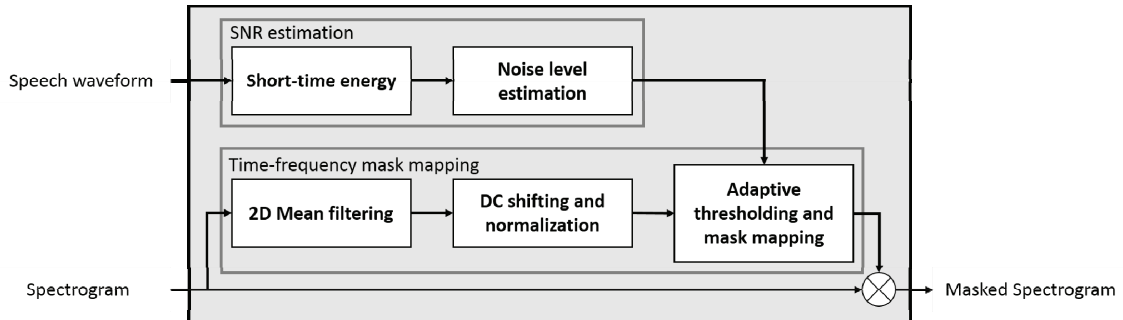 SNR estimation
Speech waveform
Short-time energy
Noise level
estimation
Time-frequency mask mapping
2D Mean filtering
DC shifting and
normalization
Adaptive
thresholding and
mask mapping
Spectrogram
Masked Spectrogram